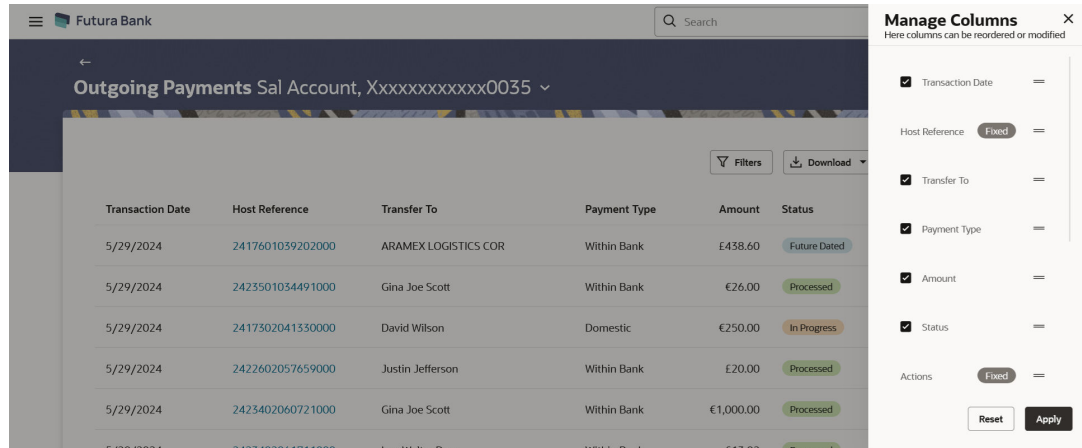 Futura Bank
Search
Manage Columns
Here columns can be reordered or modified
Outgoing Payments Sal Account, Xxxxxxxxxxxx0035
Filters
Download
Transaction Date Host Reference Transfer To Payment Type Amount Status
5/29/2024 2417601039202000 ARAMEX LOGISTICS COR Within Bank £438.60 Future Dated
5/29/2024 2423501034491000 Gina Joe Scott Within Bank €26.00 Processed
5/29/2024 2417302041330000 David Wilson Domestic €250.00 In Progress
5/29/2024 2422602057659000 Justin Jefferson Within Bank £20.00 Processed
5/29/2024 2423402060721000 Gina Joe Scott Within Bank €1,000.00 Processed
Transaction Date
Host Reference Fixed
Transfer To
Payment Type
Amount
Status
Actions Fixed
Reset
Apply